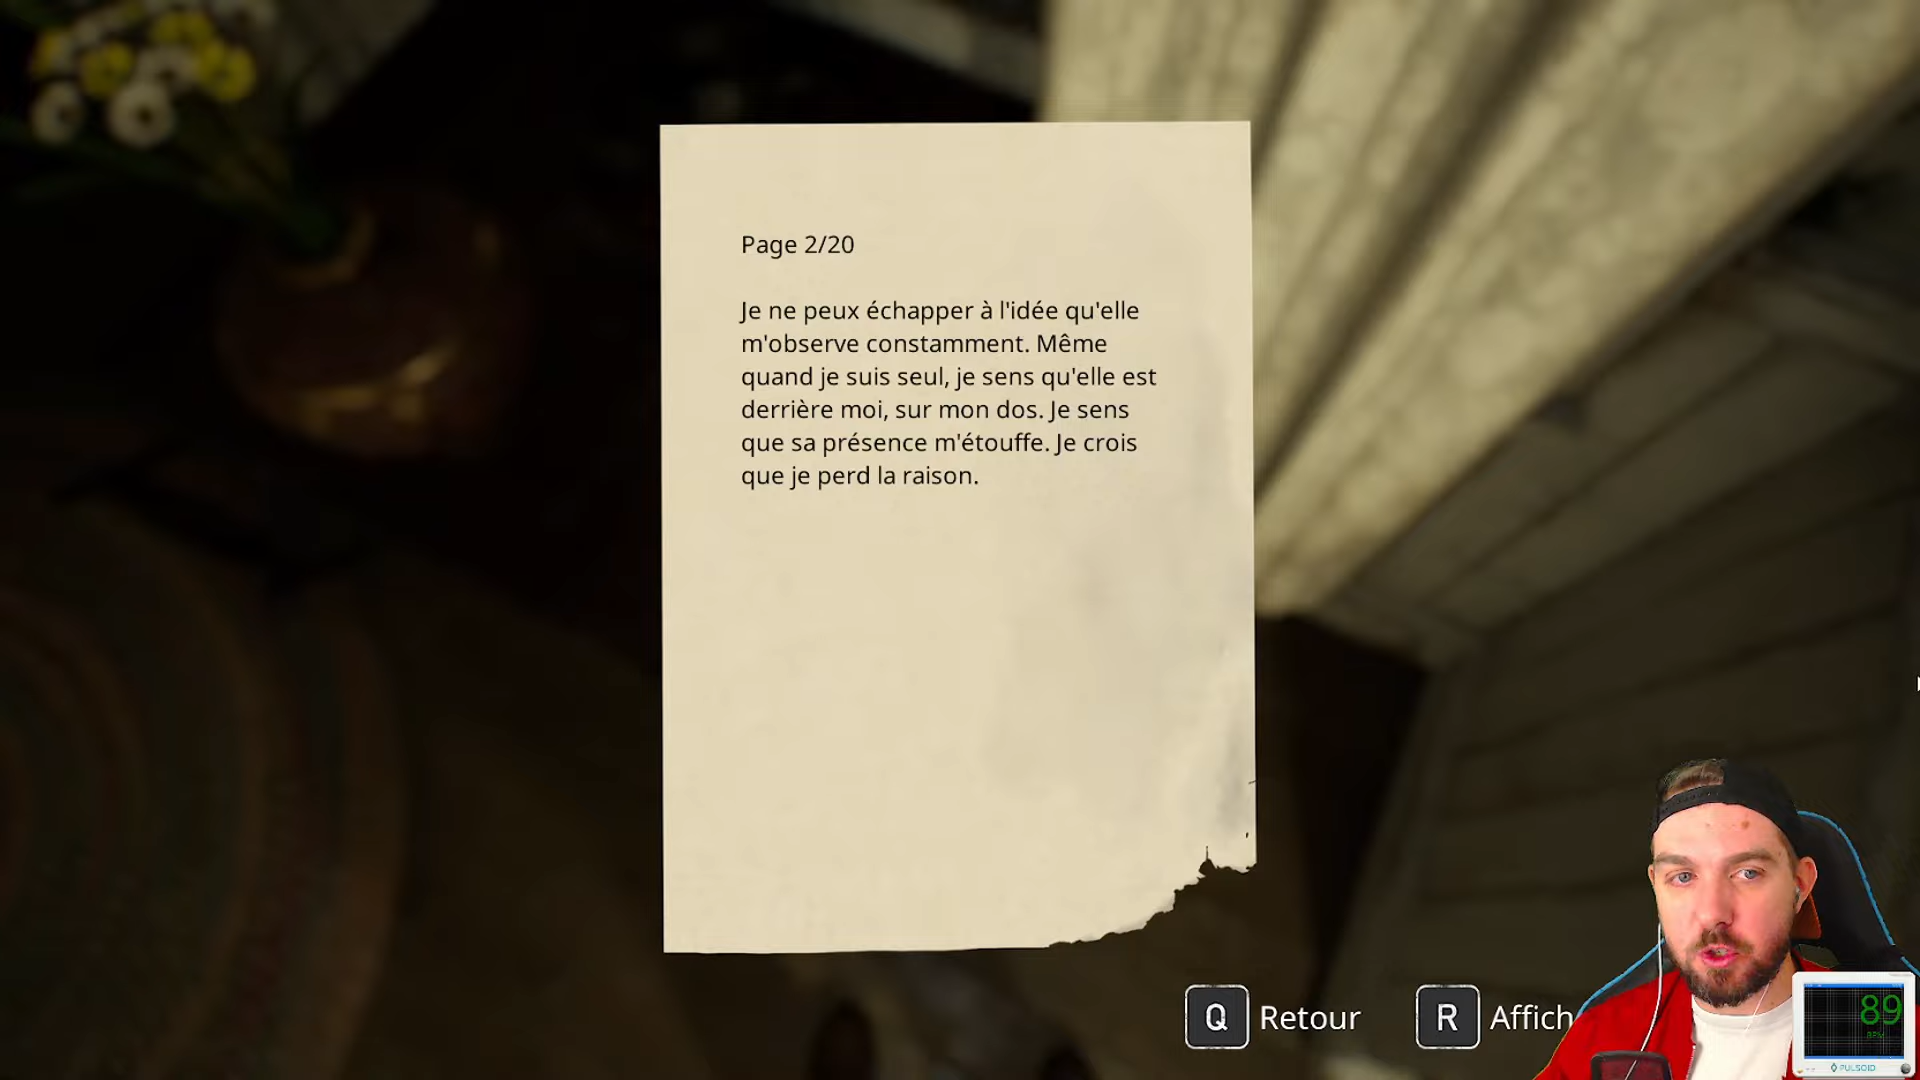 Page 2/20
Je ne peux échapper à l'idée qu'elle
m'observe constamment. Même
quand je suis seul, je sens qu'elle est
derrière moi, sur mon dos. Je sens
que sa présence m'étouffe. Je crois
que je perd la raison.
Q Retour R Affich
89
BPM
PULSOID